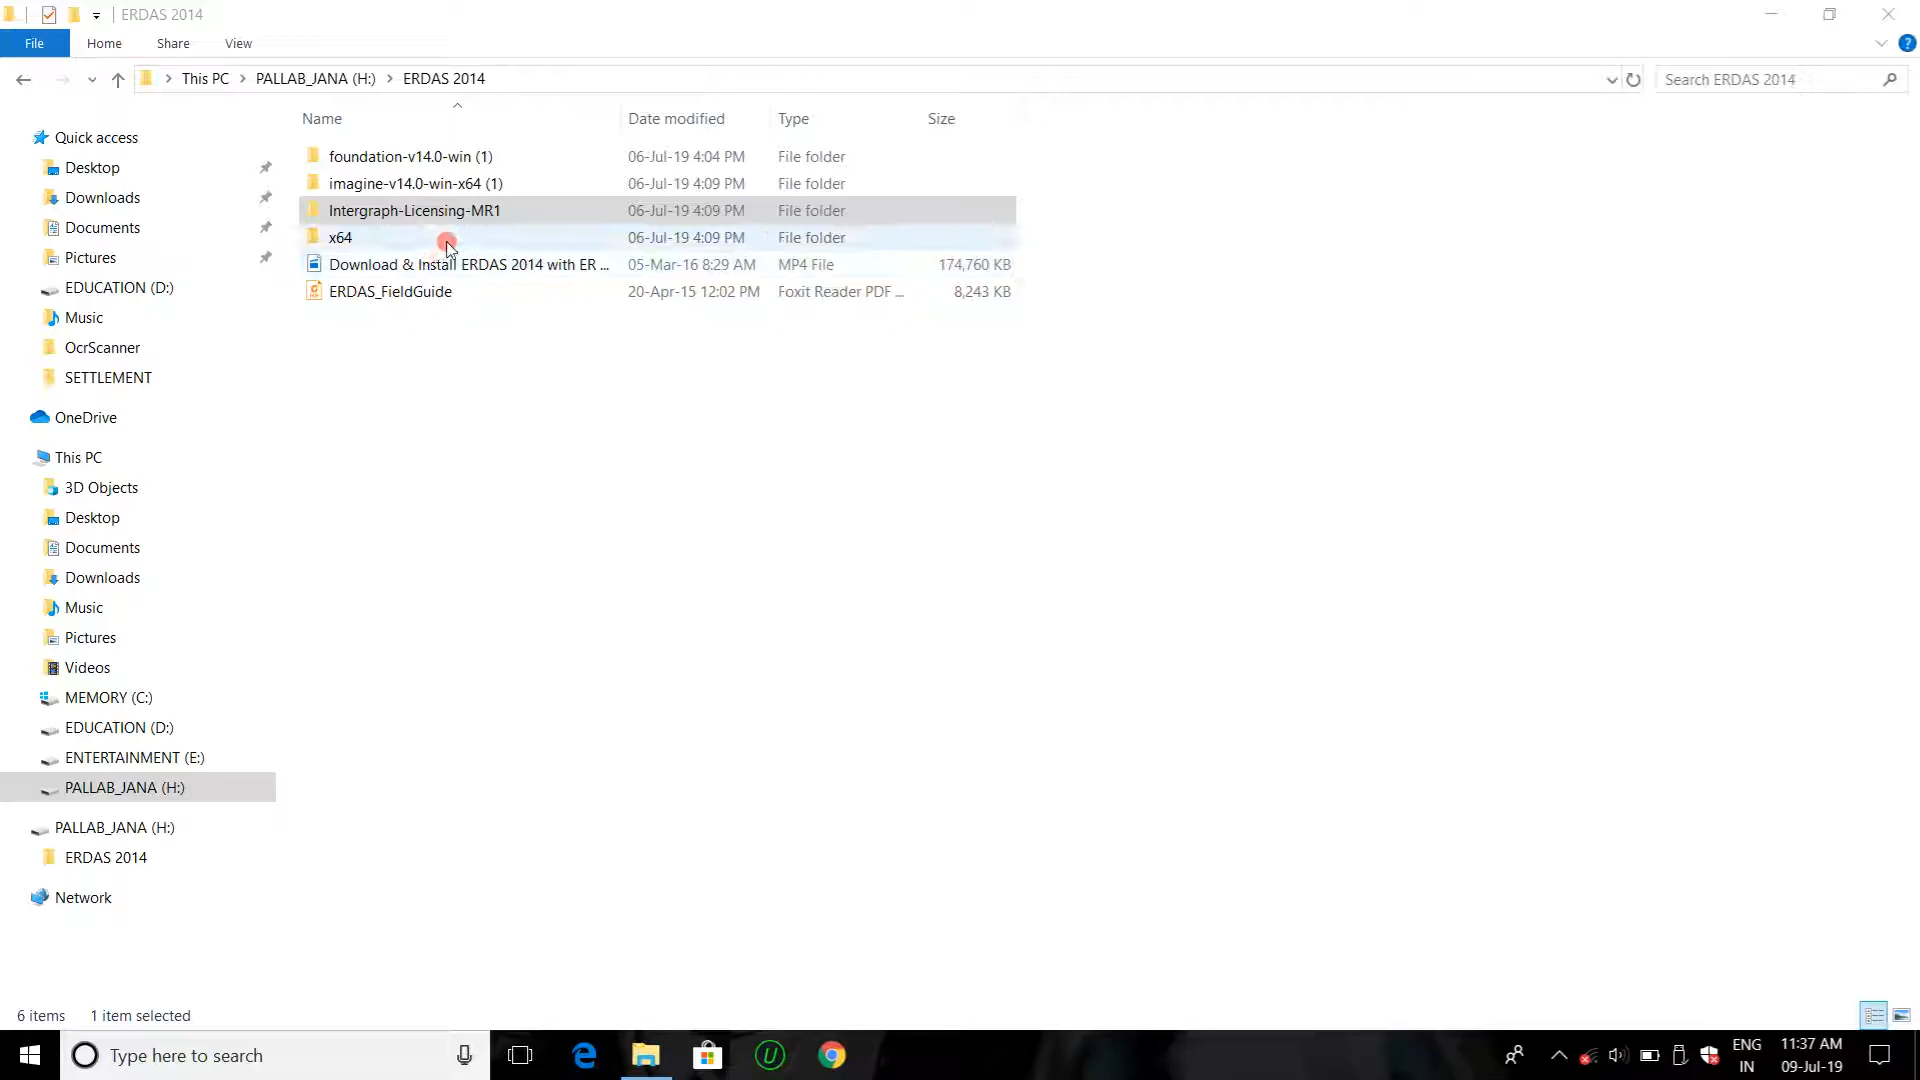 ERDAS 2014
File Home Share View
This PC PALLAB_JANA (H:) ERDAS 2014
Search ERDAS 2014
Name Date modified Type Size
foundation-v14.0-win (1) 06-Jul-19 4:04 PM File folder
imagine-v14.0-win-x64 (1) 06-Jul-19 4:09 PM File folder
Intergraph-Licensing-MR1 06-Jul-19 4:09 PM File folder
x64 06-Jul-19 4:09 PM File folder
Download & Install ERDAS 2014 with ER ... 05-Mar-16 8:29 AM MP4 File 174,760 KB
ERDAS_FieldGuide 20-Apr-15 12:02 PM Foxit Reader PDF ... 8,243 KB
Quick access
Desktop
Downloads
Documents
Pictures
EDUCATION (D:)
Music
OcrScanner
SETTLEMENT
OneDrive
This PC
3D Objects
Desktop
Documents
Downloads
Music
Pictures
Videos
MEMORY (C:)
EDUCATION (D:)
ENTERTAINMENT (E:)
PALLAB_JANA (H:)
PALLAB_JANA (H:)
ERDAS 2014
Network
6 items 1 item selected
Type here to search
ENG
IN
11:37 AM
09-Jul-19